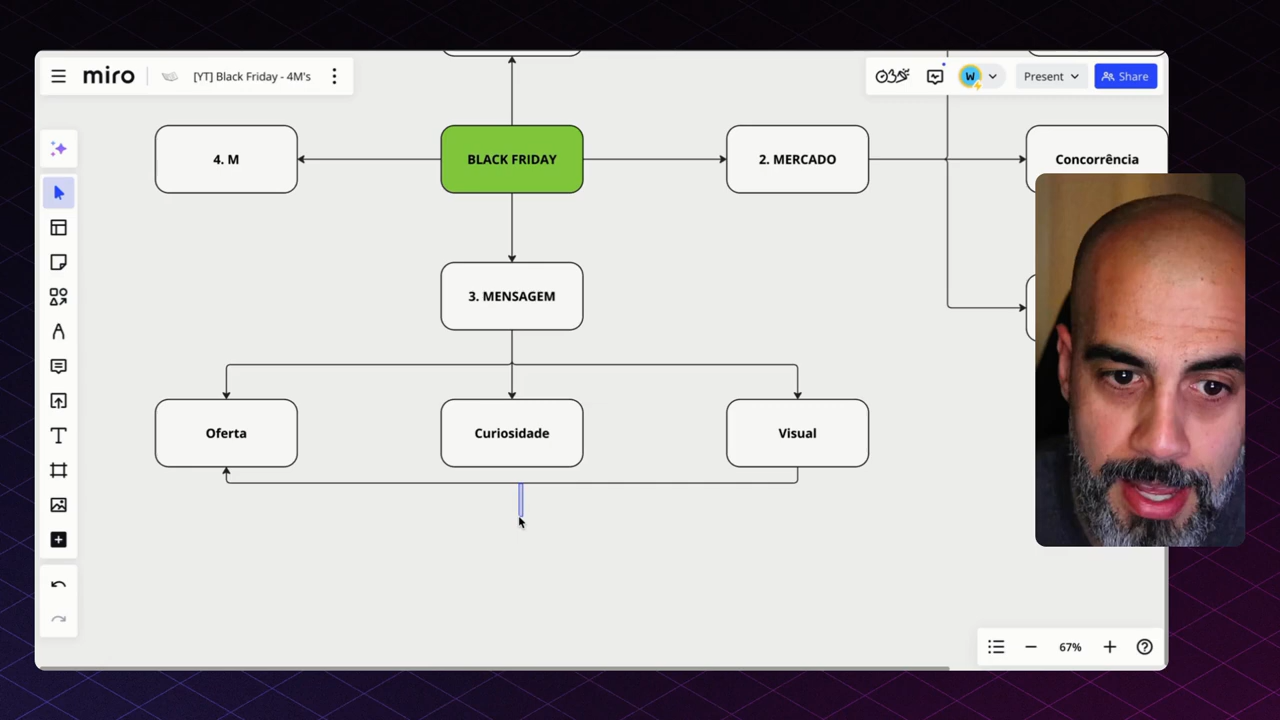 miro
[YT] Black Friday - 4M's
W
Present
Share
4. M
BLACK FRIDAY
2. MERCADO
Concorrência
3. MENSAGEM
Oferta
Curiosidade
Visual
67%